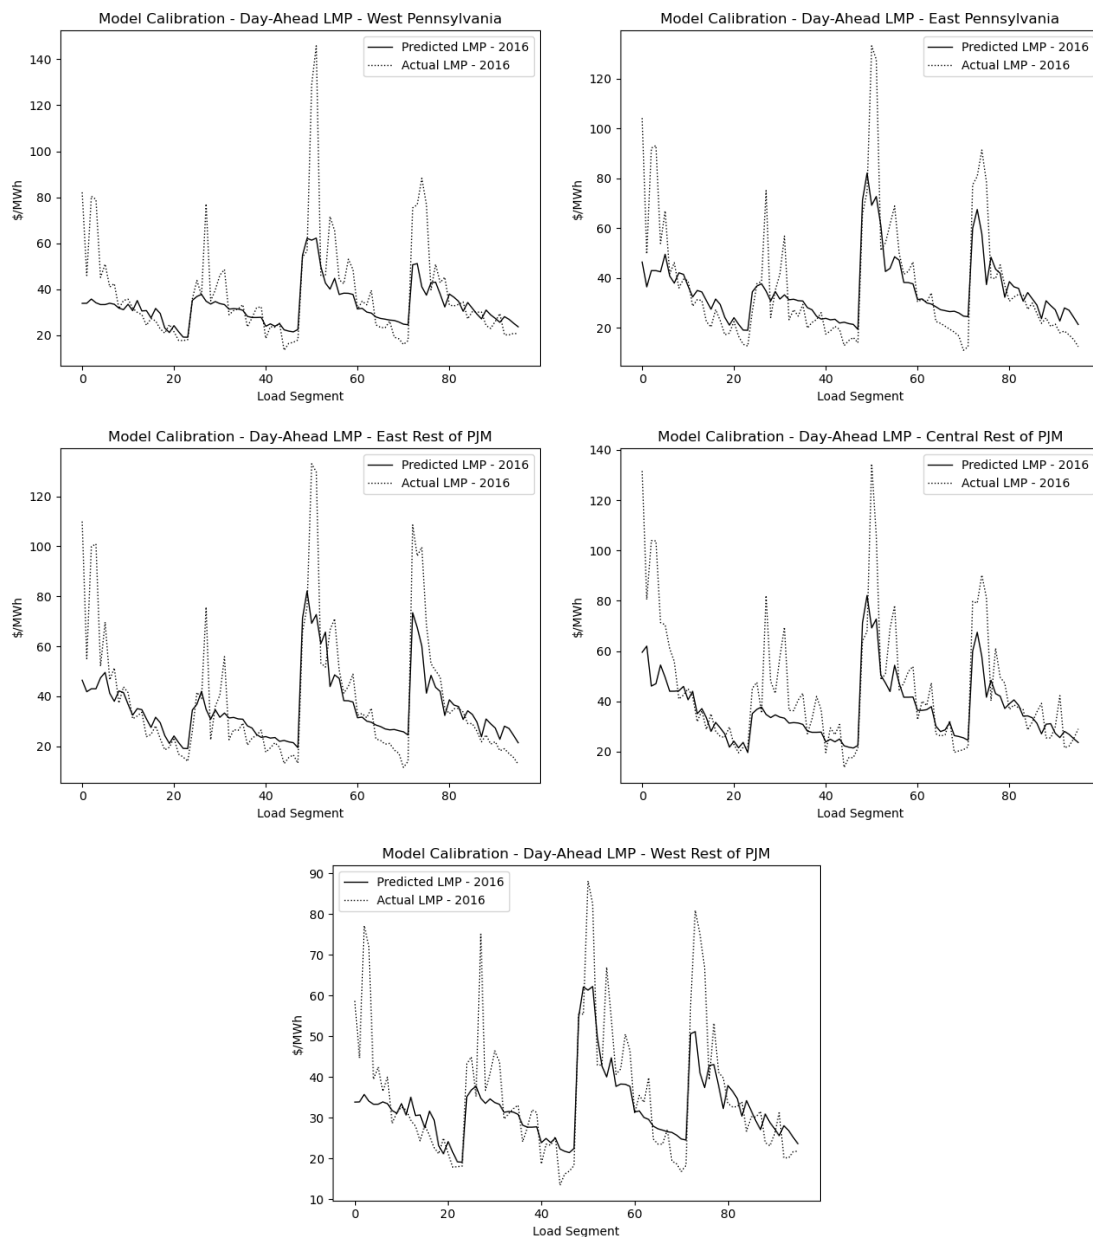 Model Calibration - Day-Ahead LMP - West Pennsylvania
Predicted LMP - 2016
Actual LMP - 2016
$/MWh
140
120
100
80
60
40
20
0 20 40 60 80
Load Segment
Model Calibration - Day-Ahead LMP - East Pennsylvania
Predicted LMP - 2016
Actual LMP - 2016
$/MWh
120
100
80
60
40
20
0 20 40 60 80
Load Segment
Model Calibration - Day-Ahead LMP - East Rest of PJM
Predicted LMP - 2016
Actual LMP - 2016
$/MWh
120
100
80
60
40
20
0 20 40 60 80
Load Segment
Model Calibration - Day-Ahead LMP - Central Rest of PJM
Predicted LMP - 2016
Actual LMP - 2016
$/MWh
140
120
100
80
60
40
20
0 20 40 60 80
Load Segment
Model Calibration - Day-Ahead LMP - West Rest of PJM
Predicted LMP - 2016
Actual LMP - 2016
$/MWh
90
80
70
60
50
40
30
20
10
0 20 40 60 80
Load Segment